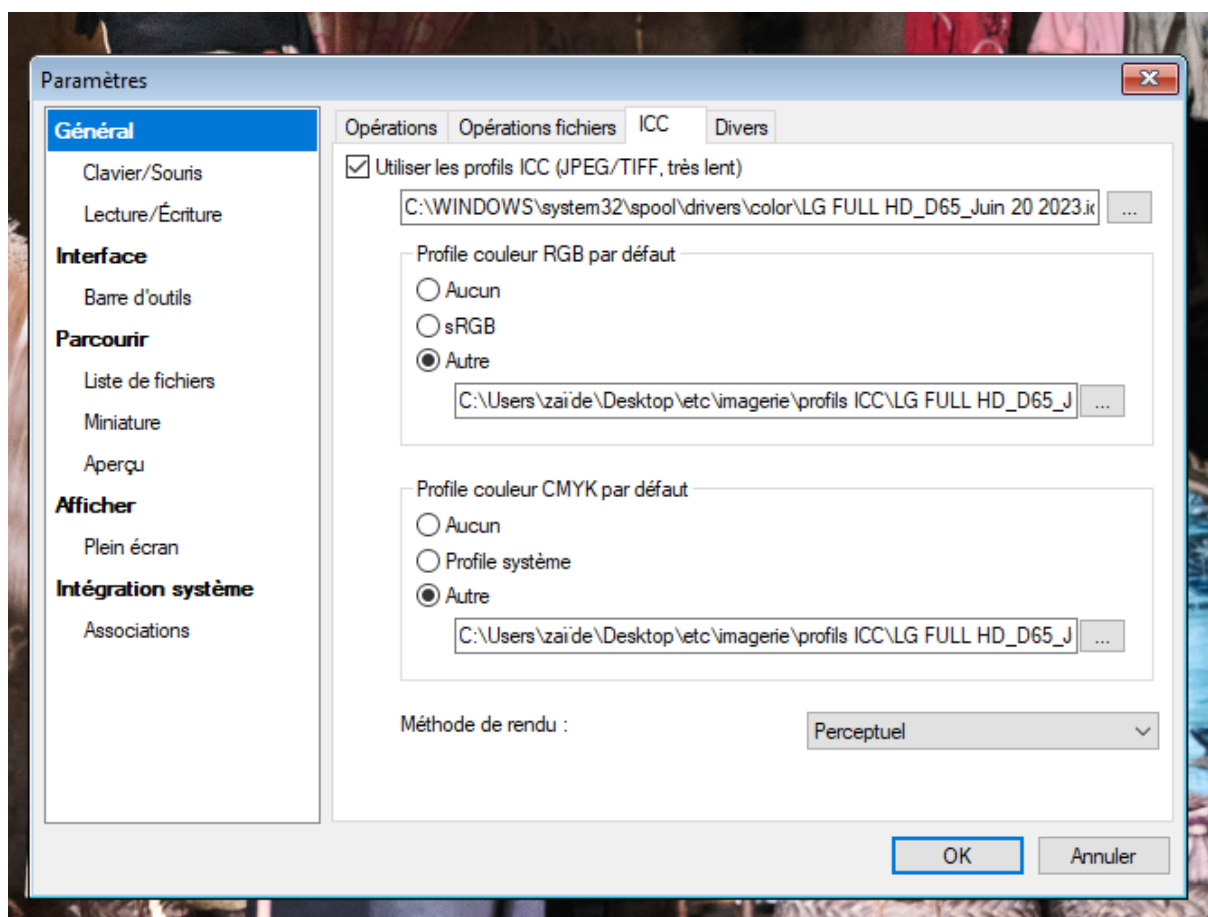 Paramètres
Général
Clavier/Souris
Lecture/Écriture
Interface
Barre d'outils
Parcourir
Liste de fichiers
Miniature
Aperçu
Afficher
Plein écran
Intégration système
Associations
Opérations Opérations fichiers ICC Divers
Utiliser les profils ICC (JPEG/TIFF, très lent)
C:\WINDOWS\system32\spool\drivers\color\LG FULL HD_D65_Juin 20 2023.ic ...
Profile couleur RGB par défaut
Aucun
sRGB
Autre
C:\Users\zaïde\Desktop\etc\imagerie\profils ICC\LG FULL HD_D65_J ...
Profile couleur CMYK par défaut
Aucun
Profile système
Autre
C:\Users\zaïde\Desktop\etc\imagerie\profils ICC\LG FULL HD_D65_J ...
Méthode de rendu : Perceptuel
OK Annuler